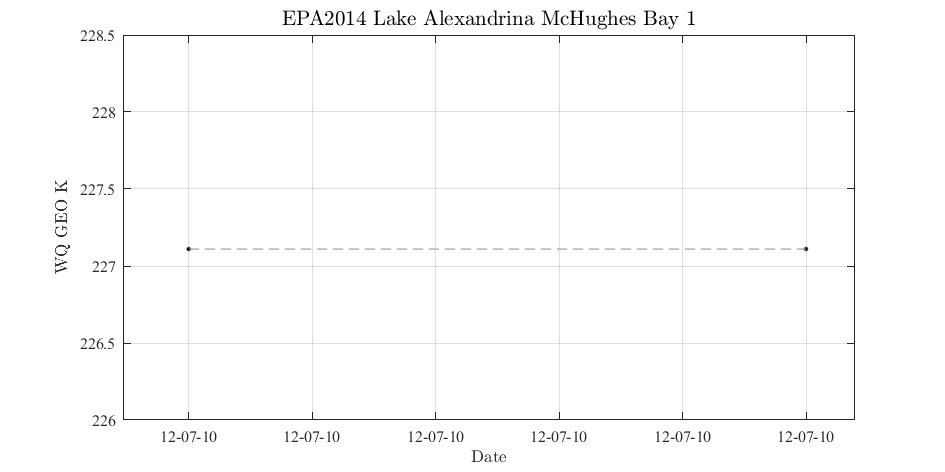 EPA2014 Lake Alexandrina McHughes Bay 1
228.5
228
227.5
227
226.5
226
WQ GEO K
12-07-10 12-07-10 12-07-10 12-07-10 12-07-10 12-07-10
Date